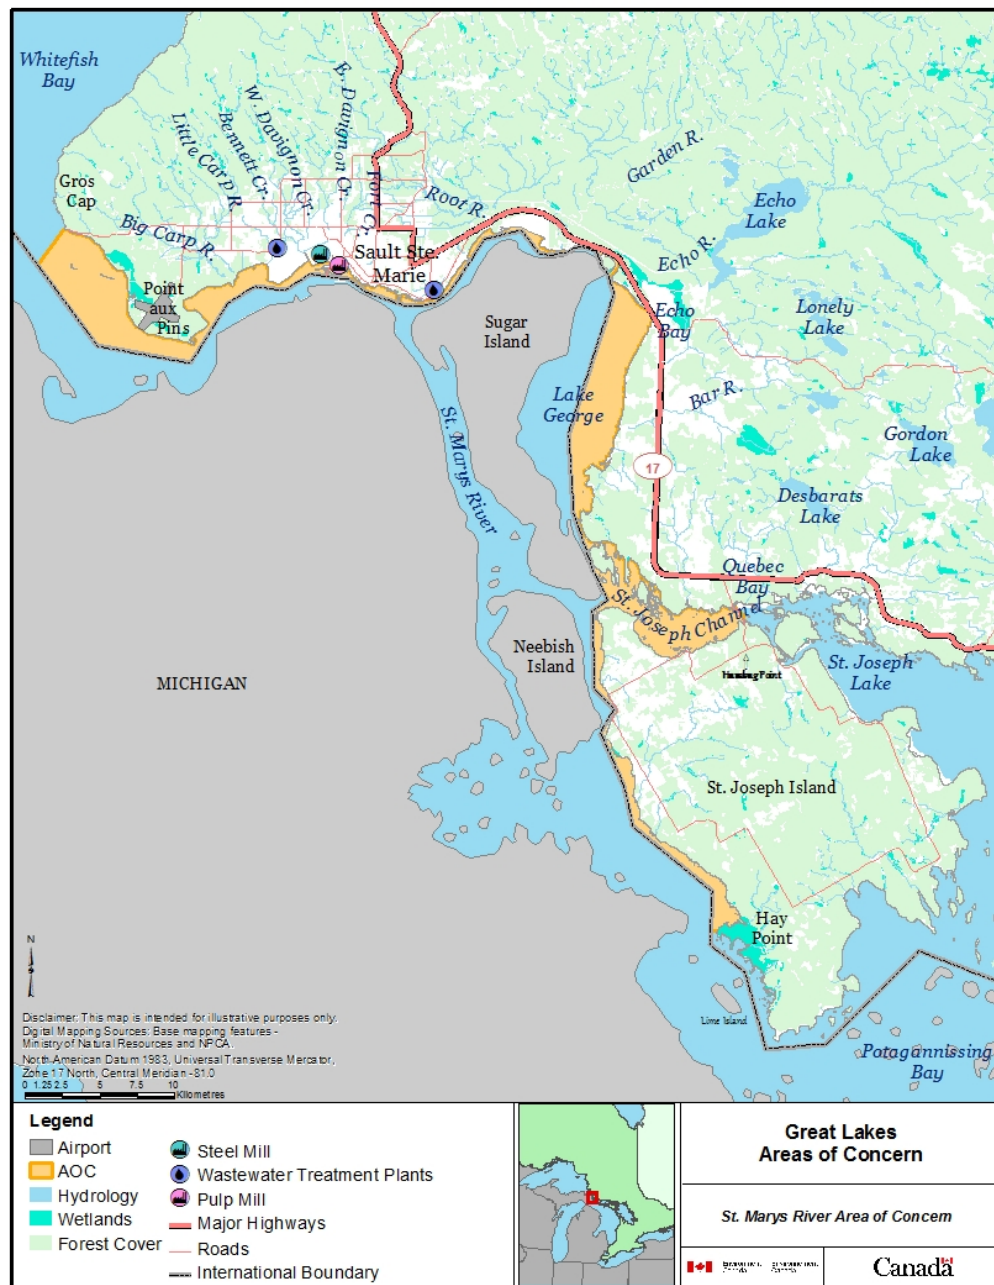 Whitefish
Bay
Gros
Cap
Little Carp R.
Bennett Cr.
W. Davignon Cr.
E. Davignon Cr.
Fort Cr.
Big Carp R.
Root R.
Garden R.
Echo
Lake
Echo R.
Sault Ste.
Marie
Point
aux
Pins
Sugar
Island
Echo
Bay
Lonely
Lake
Lake
George
Bar R.
Gordon
Lake
St. Marys River
17
Desbarats
Lake
Quebec
Bay
St. Joseph Channel
Neebish
Island
St. Joseph
Lake
Point
MICHIGAN
St. Joseph Island
Hay
Point
Lime Island
Potagannissing
Bay
N
Disclaimer: This map is intended for illustrative purposes only.
Digital Mapping Sources: Base mapping features -
Ministry of Natural Resources and NPCA.
North American Datum 1983, Universal Transverse Mercator,
Zone 17 North, Central Meridian -81.0
0 1.25 2.5 5 7.5 10
Kilometres
Legend
Airport
AOC
Hydrology
Wetlands
Forest Cover
Steel Mill
Wastewater Treatment Plants
Pulp Mill
Major Highways
Roads
International Boundary
Great Lakes
Areas of Concern
St. Marys River Area of Concern
Environment Environnement
Canada Canada
Canada